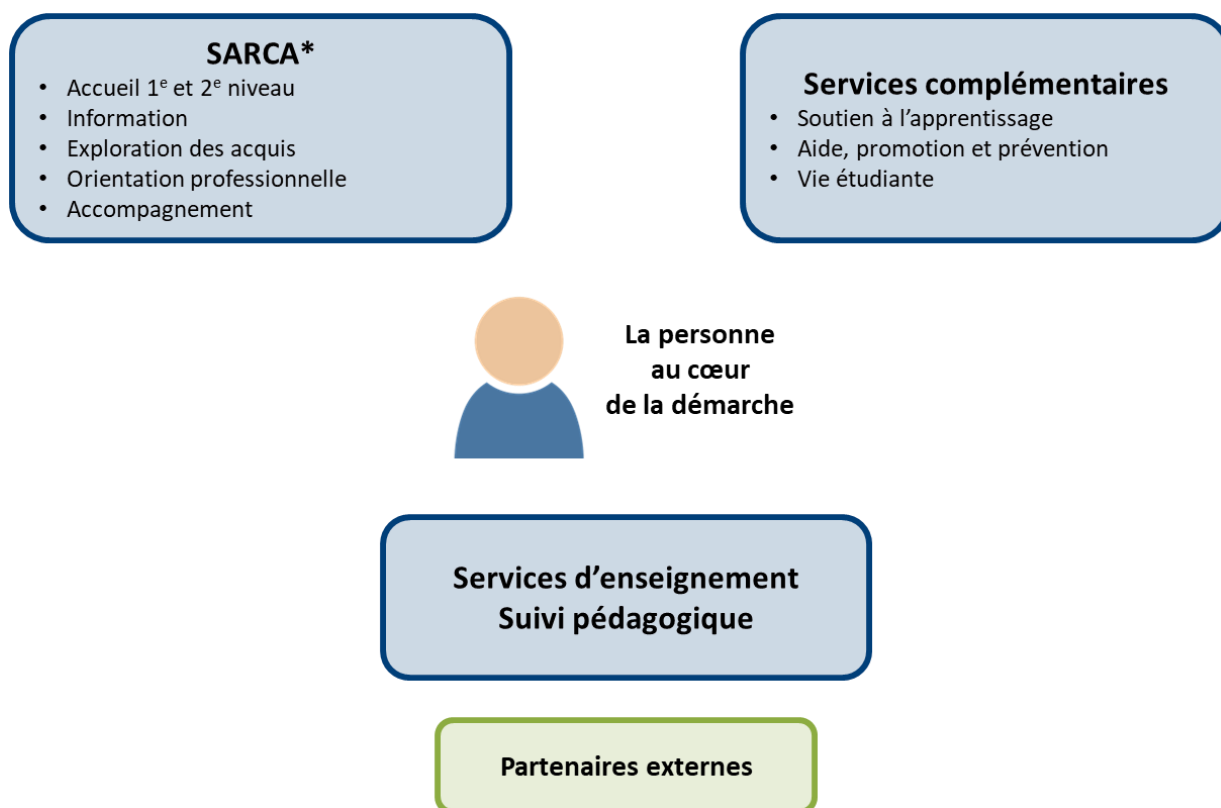 SARCA*
• Accueil 1e et 2e niveau
• Information
• Exploration des acquis
• Orientation professionnelle
• Accompagnement
Services complémentaires
• Soutien à l'apprentissage
• Aide, promotion et prévention
• Vie étudiante
La personne
au cœur
de la démarche
Services d'enseignement
Suivi pédagogique
Partenaires externes